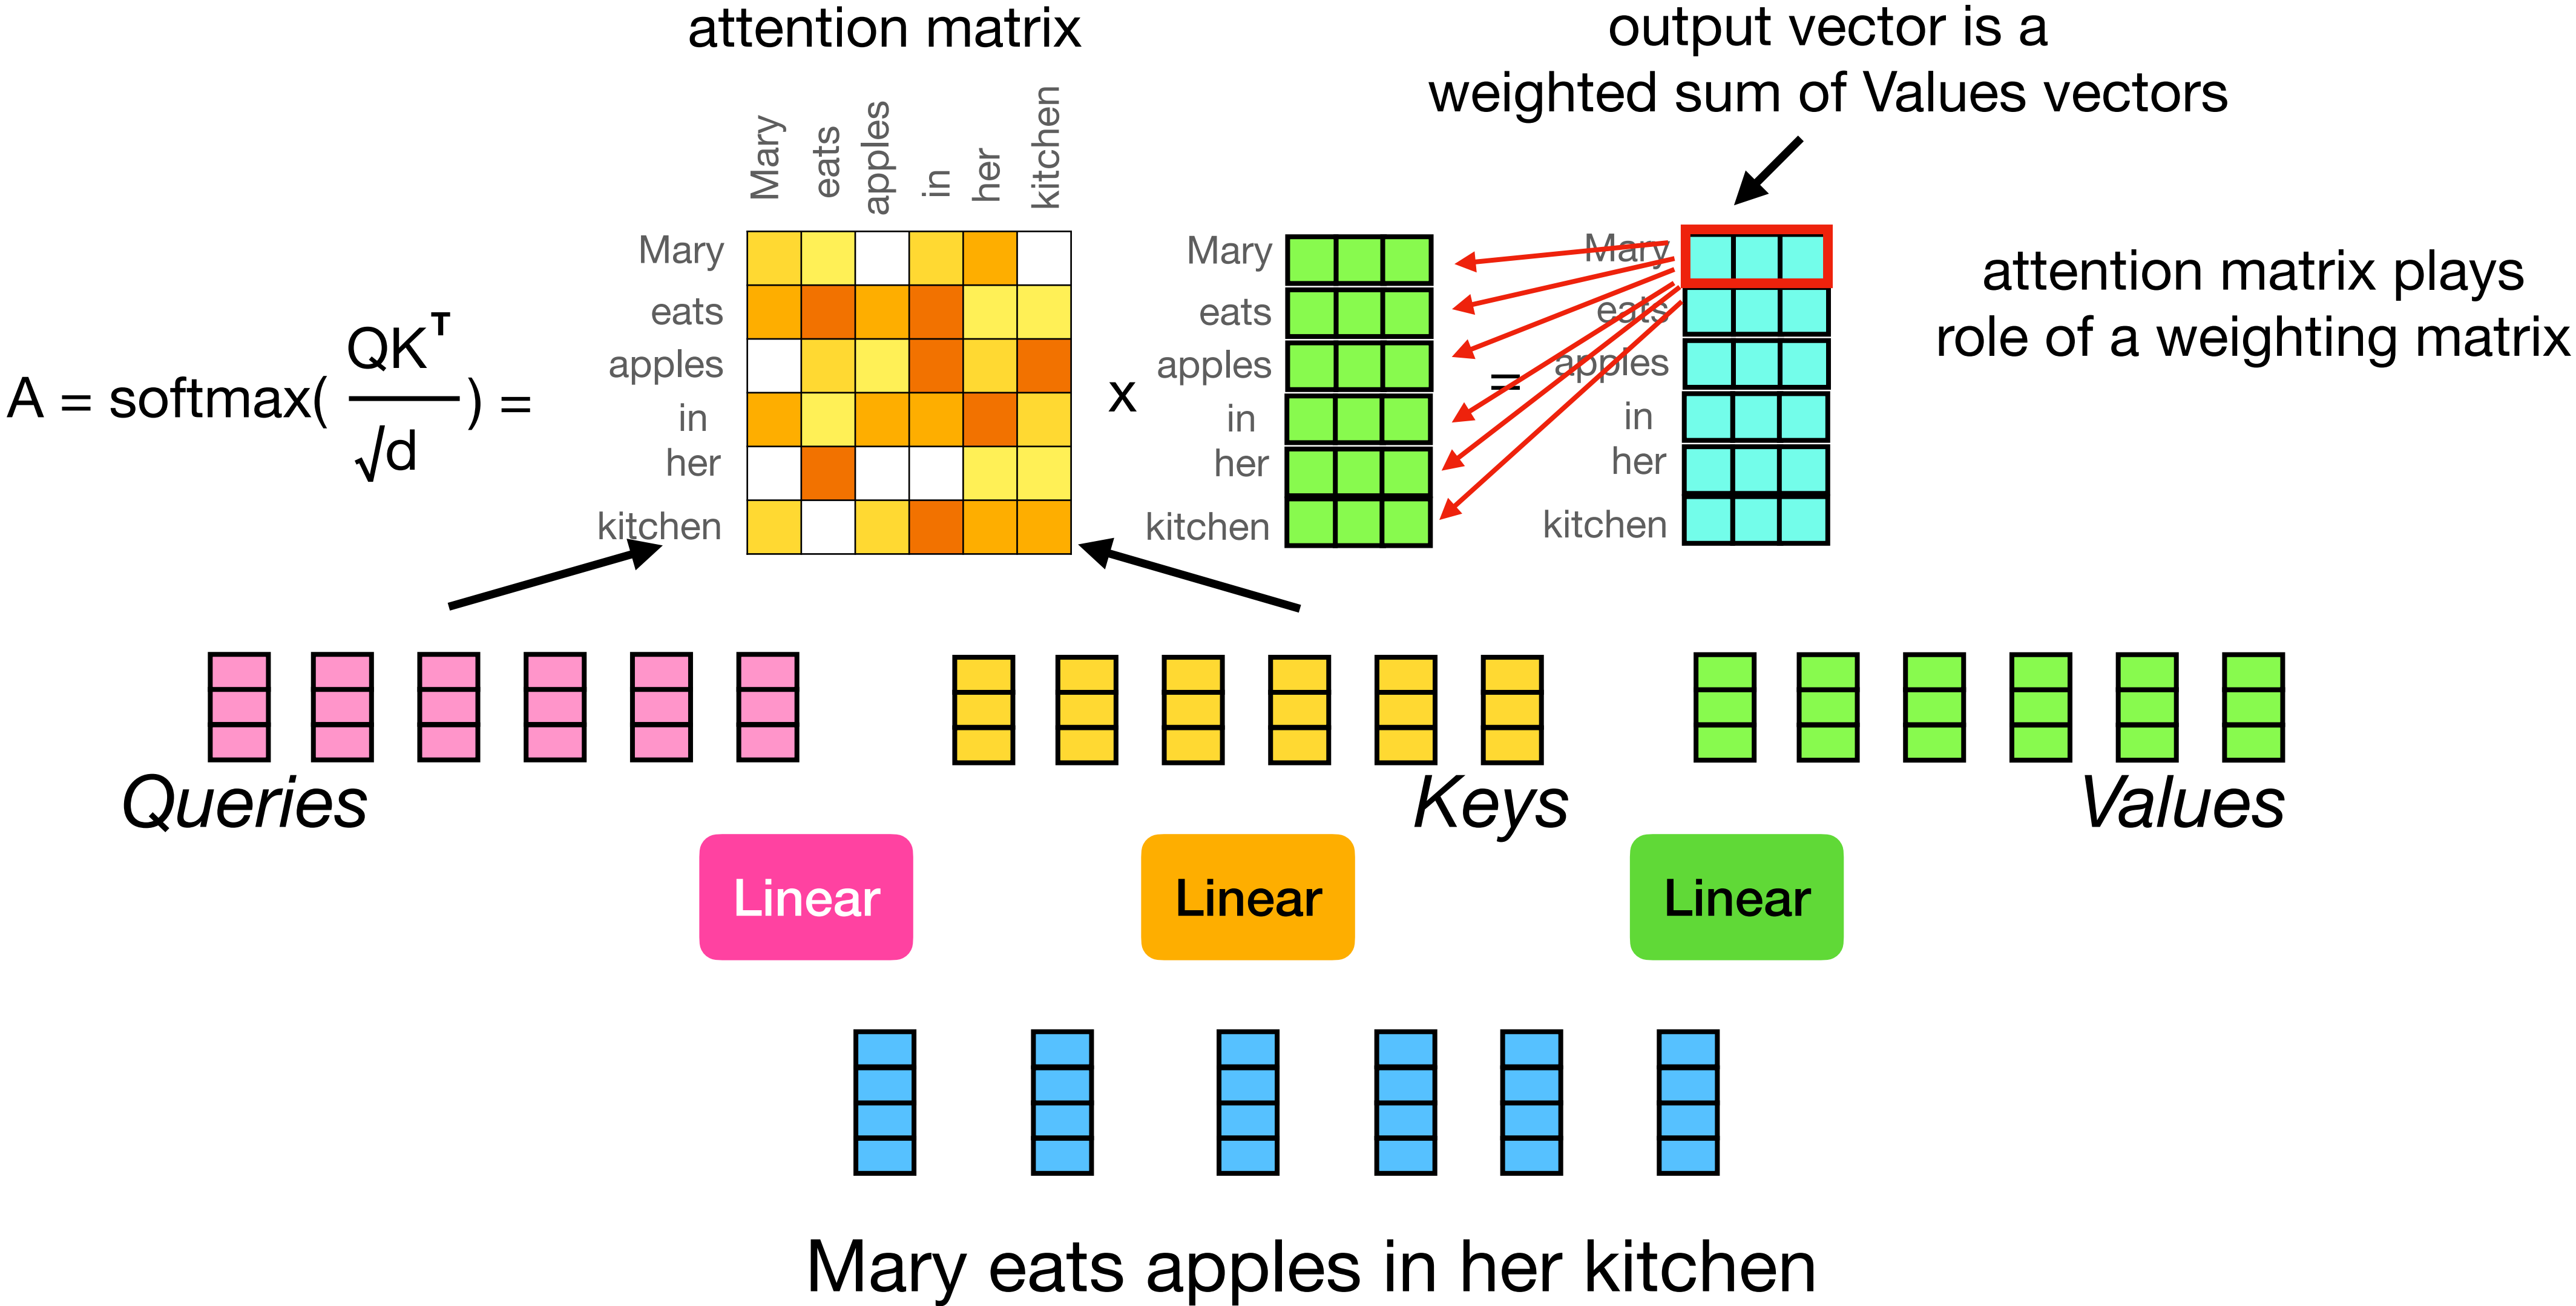 attention matrix
output vector is a
weighted sum of Values vectors
Mary eats apples in her kitchen
attention matrix plays
role of a weighting matrix
A = softmax( QKᵀ / √d ) =
Mary
eats
apples
in
her
kitchen
x
Mary
eats
apples
in
her
kitchen
=
Mary
eats
apples
in
her
kitchen
Queries
Keys
Values
Linear
Linear
Linear
Mary eats apples in her kitchen